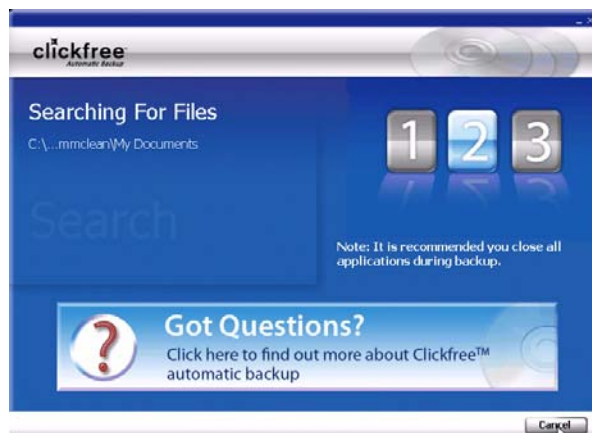 clickfree
Automatic Backup
Searching For Files
C:\...mmclean\My Documents
Search
1 2 3
Note: It is recommended you close all
applications during backup.
? Got Questions?
Click here to find out more about Clickfree™
automatic backup
Cancel